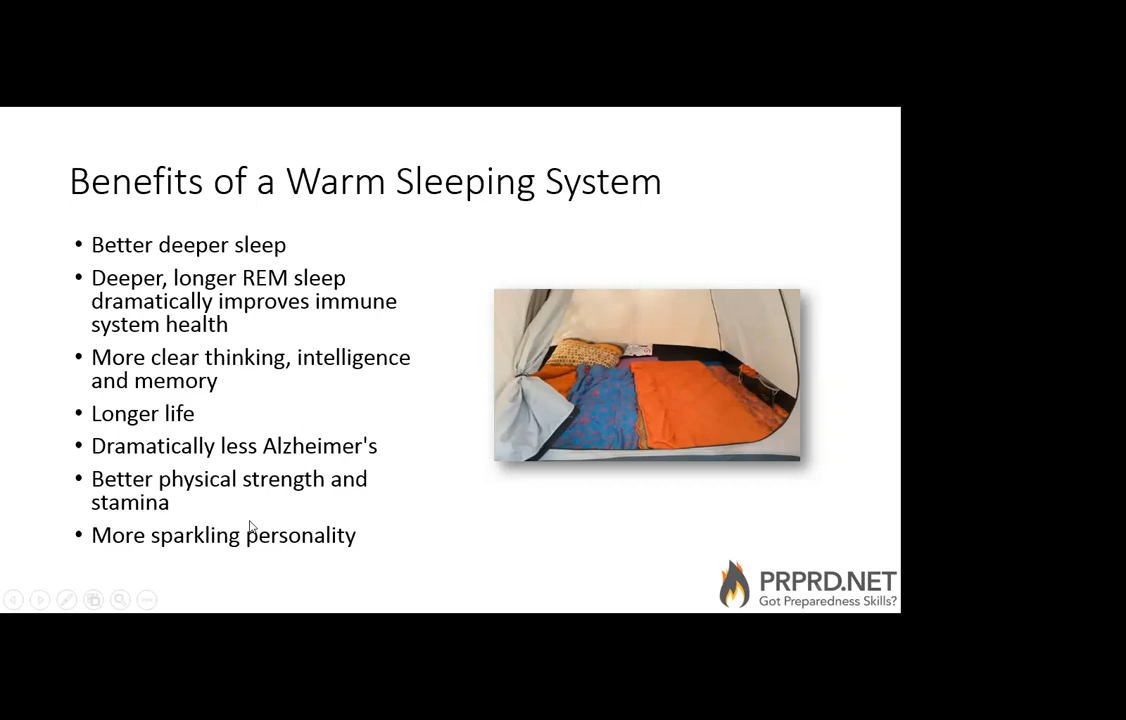 Benefits of a Warm Sleeping System
• Better deeper sleep
• Deeper, longer REM sleep
dramatically improves immune
system health
• More clear thinking, intelligence
and memory
• Longer life
• Dramatically less Alzheimer's
• Better physical strength and
stamina
• More sparkling personality
PRPRD.NET
Got Preparedness Skills?